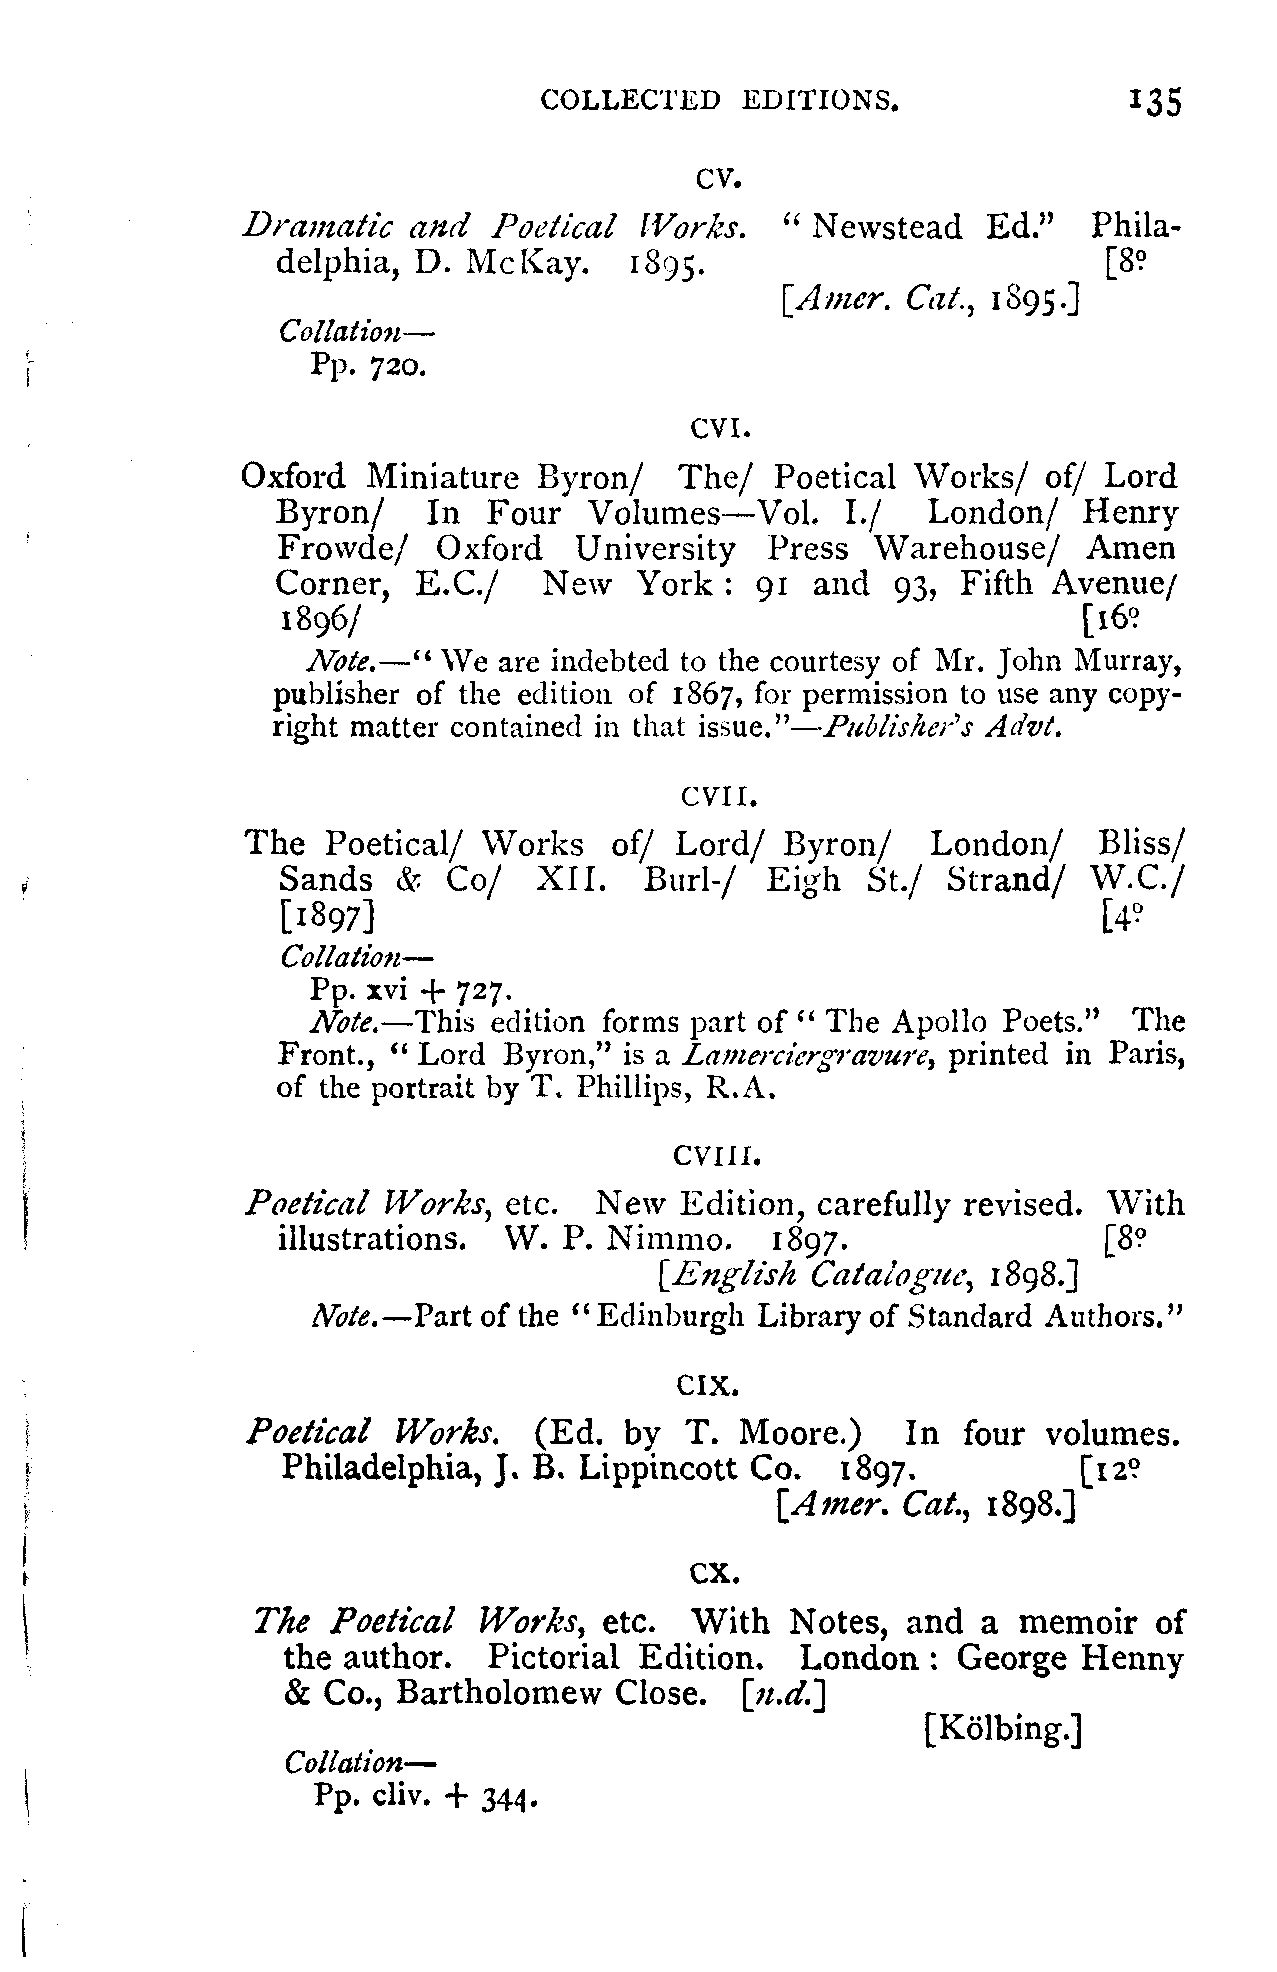 COLLECTED EDITIONS. 135
CV.
Dramatic and Poetical Works. “ Newstead Ed.” Phila-
delphia, D. McKay. 1895. [8º
[Amer. Cat., 1895.]
Collation—
Pp. 720.
CVI.
Oxford Miniature Byron/ The/ Poetical Works/ of/ Lord
Byron/ In Four Volumes—Vol. I./ London/ Henry
Frowde/ Oxford University Press Warehouse/ Amen
Corner, E.C./ New York : 91 and 93, Fifth Avenue/
1896/ [16º
Note.—“ We are indebted to the courtesy of Mr. John Murray,
publisher of the edition of 1867, for permission to use any copy-
right matter contained in that issue.”—Publisher's Advt.
CVII.
The Poetical/ Works of/ Lord/ Byron/ London/ Bliss/
Sands & Co/ XII. Burl-/ Eigh St./ Strand/ W.C./
[1897] [4º
Collation—
Pp. xvi + 727.
Note.—This edition forms part of “ The Apollo Poets.” The
Front., “ Lord Byron,” is a Lamerciergravure, printed in Paris,
of the portrait by T. Phillips, R.A.
CVIII.
Poetical Works, etc. New Edition, carefully revised. With
illustrations. W. P. Nimmo. 1897. [8º
[English Catalogue, 1898.]
Note.—Part of the “ Edinburgh Library of Standard Authors.”
CIX.
Poetical Works. (Ed. by T. Moore.) In four volumes.
Philadelphia, J. B. Lippincott Co. 1897. [12º
[Amer. Cat., 1898.]
CX.
The Poetical Works, etc. With Notes, and a memoir of
the author. Pictorial Edition. London : George Henny
& Co., Bartholomew Close. [n.d.]
[Kölbing.]
Collation—
Pp. cliv. + 344.